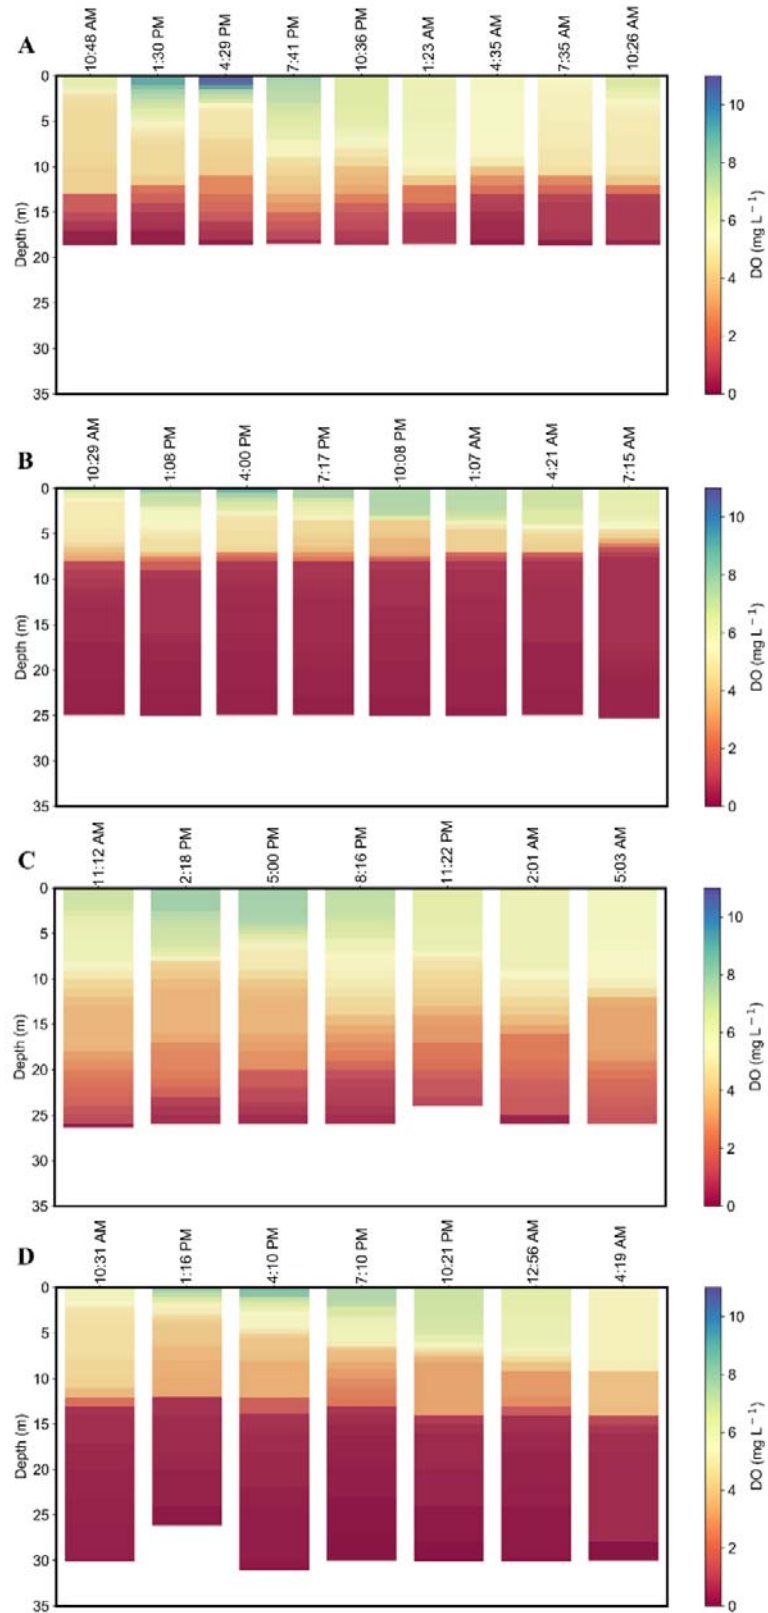 A
10:48 AM
1:30 PM
4:29 PM
7:41 PM
10:36 PM
1:23 AM
4:35 AM
7:35 AM
10:26 AM
0
5
10
15
20
25
30
35
Depth (m)
10
8
6
4
2
0
DO (mg L⁻¹)
B
10:29 AM
1:08 PM
4:00 PM
7:17 PM
10:08 PM
1:07 AM
4:21 AM
7:15 AM
0
5
10
15
20
25
30
35
Depth (m)
10
8
6
4
2
0
DO (mg L⁻¹)
C
11:12 AM
2:18 PM
5:00 PM
8:16 PM
11:22 PM
2:01 AM
5:03 AM
0
5
10
15
20
25
30
35
Depth (m)
10
8
6
4
2
0
DO (mg L⁻¹)
D
10:31 AM
1:16 PM
4:10 PM
7:10 PM
10:21 PM
12:56 AM
4:19 AM
0
5
10
15
20
25
30
35
Depth (m)
10
8
6
4
2
0
DO (mg L⁻¹)